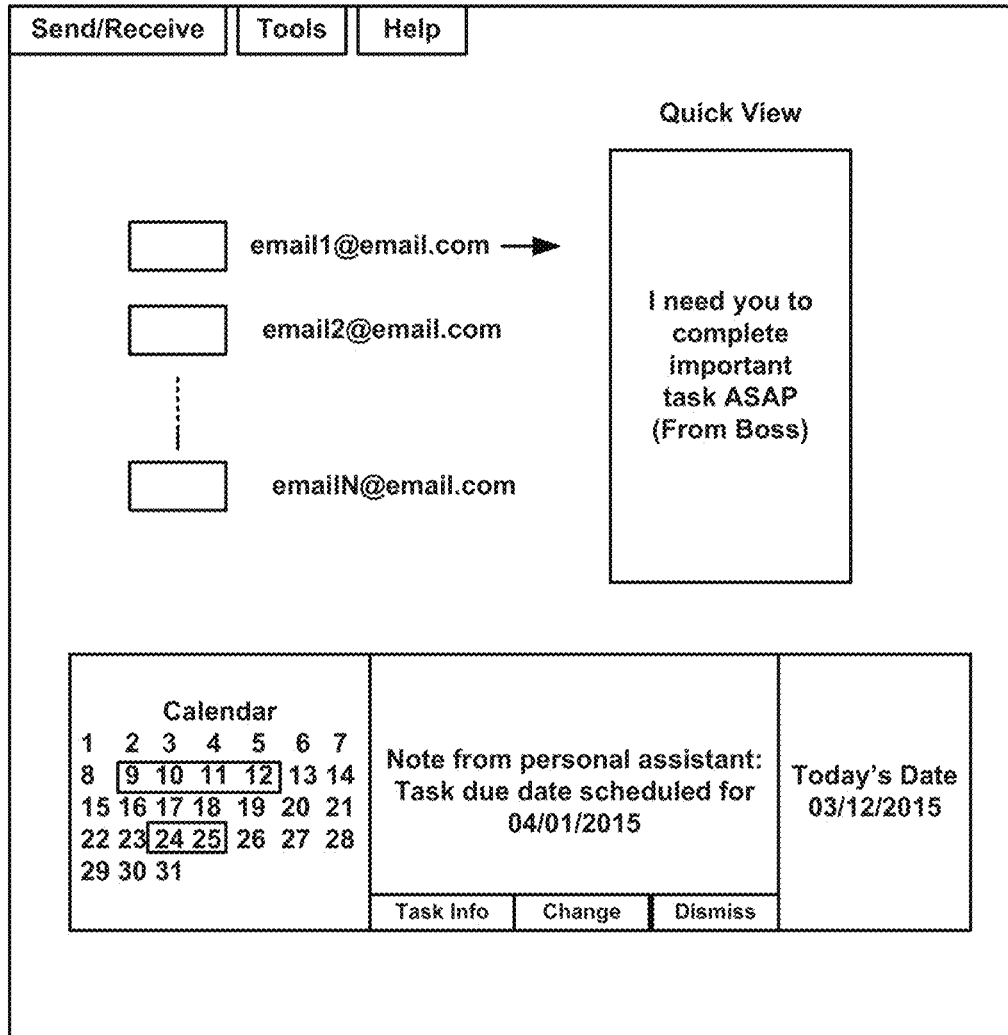 Send/Receive Tools Help
Quick View
email1@email.com
email2@email.com
emailN@email.com
I need you to
complete
important
task ASAP
(From Boss)
Calendar
1 2 3 4 5 6 7
8 9 10 11 12 13 14
15 16 17 18 19 20 21
22 23 24 25 26 27 28
29 30 31
Note from personal assistant:
Task due date scheduled for
04/01/2015
Task Info Change Dismiss
Today's Date
03/12/2015